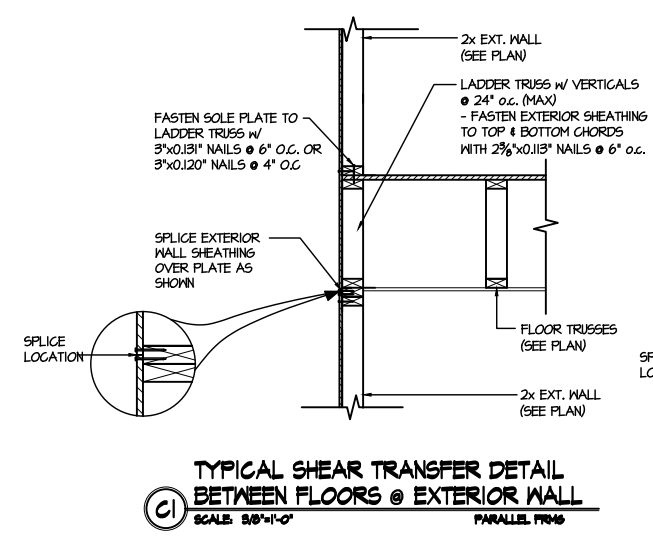 2x EXT. WALL
(SEE PLAN)
LADDER TRUSS W/ VERTICALS
@ 24" O.C. (MAX)
- FASTEN EXTERIOR SHEATHING
TO TOP & BOTTOM CHORDS
WITH 2⅜"x0.113" NAILS @ 6" O.C.
FASTEN SOLE PLATE TO
LADDER TRUSS W/
3"x0.131" NAILS @ 6" O.C. OR
3"x0.120" NAILS @ 4" O.C
SPLICE EXTERIOR
WALL SHEATHING
OVER PLATE AS
SHOWN
SPLICE
LOCATION
FLOOR TRUSSES
(SEE PLAN)
2x EXT. WALL
(SEE PLAN)
TYPICAL SHEAR TRANSFER DETAIL
BETWEEN FLOORS @ EXTERIOR WALL
C1
SCALE: 3/8"=1'-0"
PARALLEL FRMG